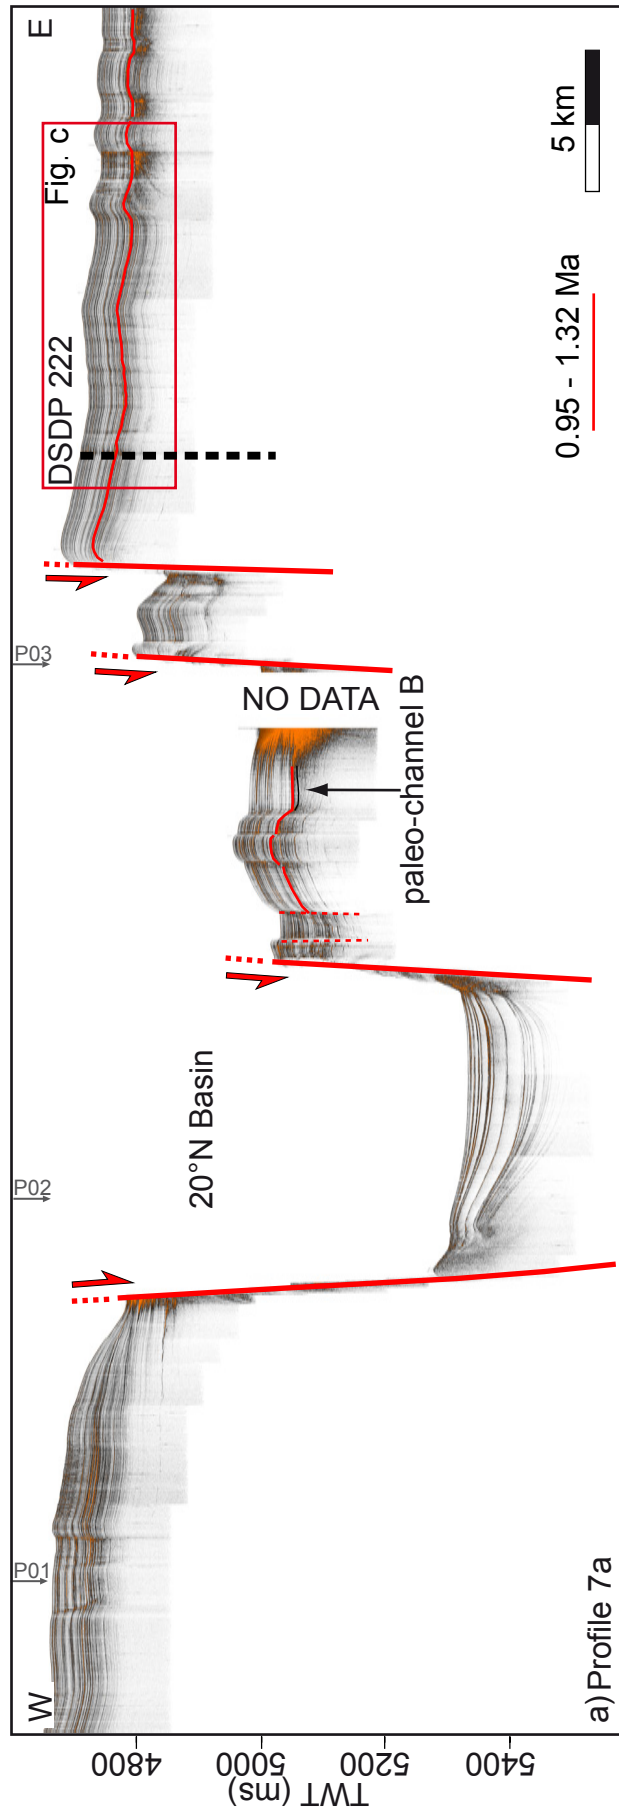 W
P01
P02
P03
E
DSDP 222
Fig. c
20°N Basin
NO DATA
paleo-channel B
4800
5000
5200
5400
TWT (ms)
a) Profile 7a
0.95 - 1.32 Ma
5 km